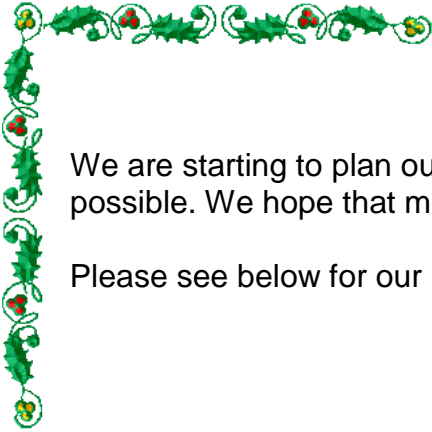 We are starting to plan ou
possible. We hope that m
Please see below for our